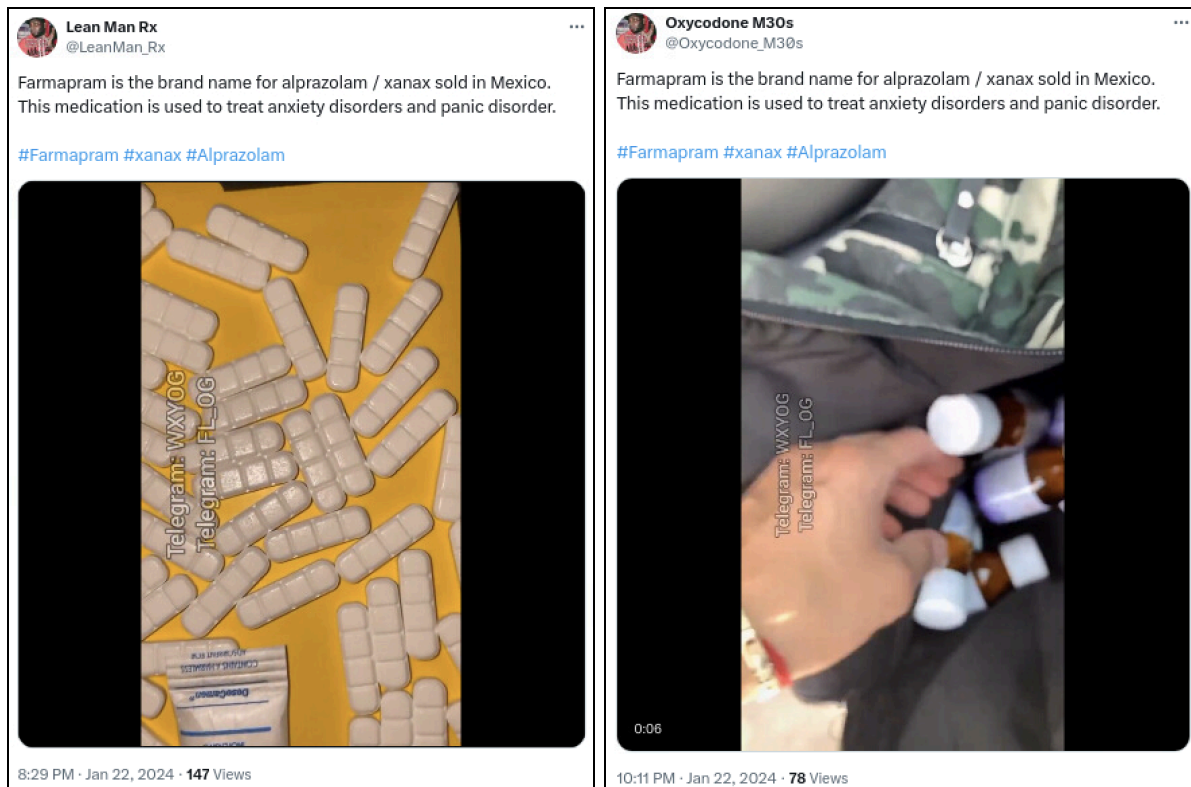 Lean Man Rx
@LeanMan_Rx
Farmapram is the brand name for alprazolam / xanax sold in Mexico.
This medication is used to treat anxiety disorders and panic disorder.
#Farmapram #xanax #Alprazolam
Telegram: WXYOG
Telegram: FL_OG
8:29 PM · Jan 22, 2024 · 147 Views
Oxycodone M30s
@Oxycodone_M30s
Farmapram is the brand name for alprazolam / xanax sold in Mexico.
This medication is used to treat anxiety disorders and panic disorder.
#Farmapram #xanax #Alprazolam
Telegram: WXYOG
Telegram: FL_OG
0:06
10:11 PM · Jan 22, 2024 · 78 Views